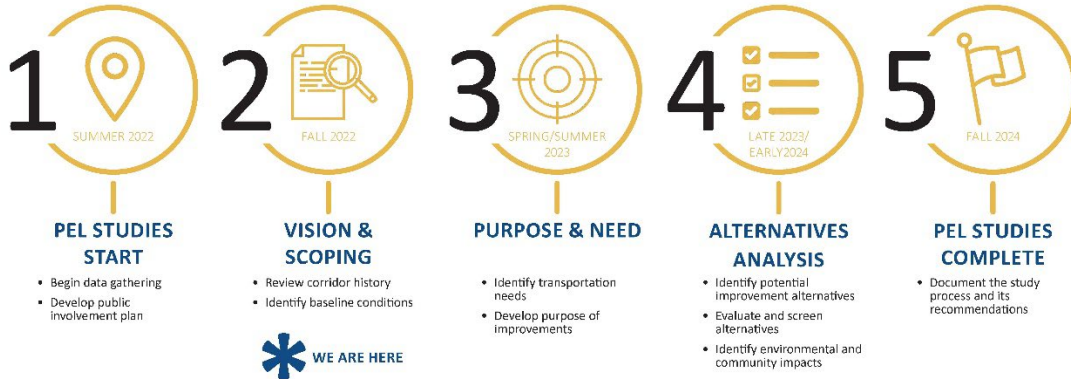 1
SUMMER 2022
PEL STUDIES
START
• Begin data gathering
• Develop public
involvement plan
2
FALL 2022
VISION &
SCOPING
• Review corridor history
• Identify baseline conditions
WE ARE HERE
3
SPRING/SUMMER
2023
PURPOSE & NEED
• Identify transportation
needs
• Develop purpose of
improvements
4
LATE 2023/
EARLY2024
ALTERNATIVES
ANALYSIS
• Identify potential
improvement alternatives
• Evaluate and screen
alternatives
• Identify environmental and
community impacts
5
FALL 2024
PEL STUDIES
COMPLETE
• Document the study
process and its
recommendations